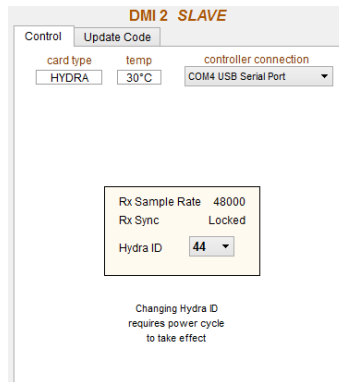 DMI 2 SLAVE
Control Update Code
card type temp controller connection
HYDRA 30°C COM4 USB Serial Port
Rx Sample Rate 48000
Rx Sync Locked
Hydra ID 44
Changing Hydra ID
requires power cycle
to take effect